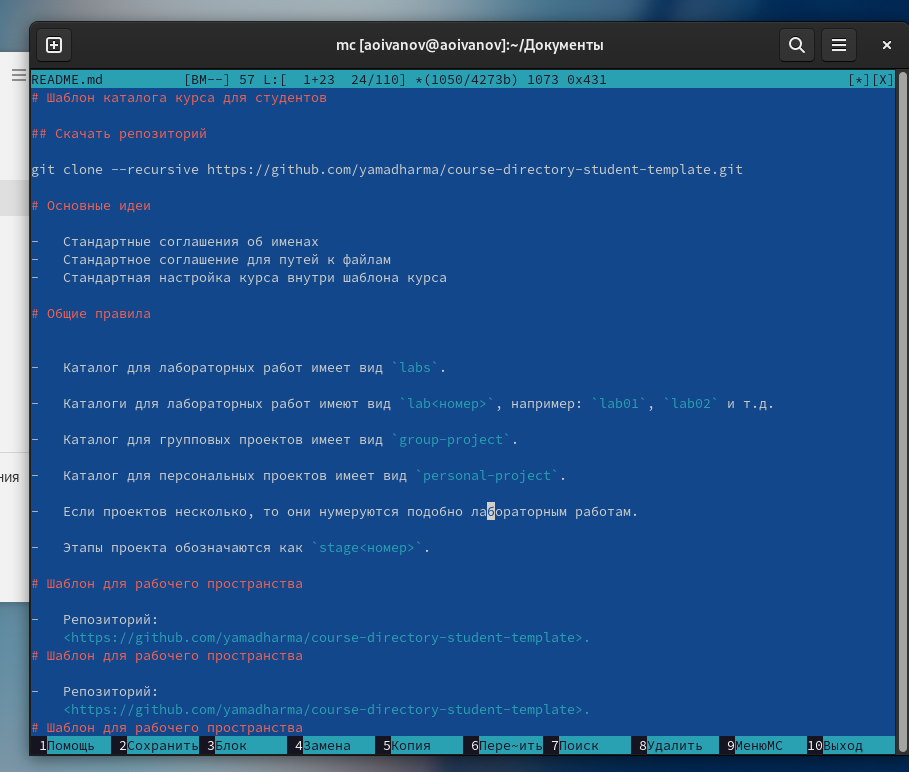 mc [aoivanov@aoivanov]:~/Документы
README.md [BM--] 57 L:[ 1+23 24/110] *(1050/4273b) 1073 0x431 [*][X]
# Шаблон каталога курса для студентов
## Скачать репозиторий
git clone --recursive https://github.com/yamadharma/course-directory-student-template.git
# Основные идеи
- Стандартные соглашения об именах
- Стандартное соглашение для путей к файлам
- Стандартная настройка курса внутри шаблона курса
# Общие правила
- Каталог для лабораторных работ имеет вид `labs`.
- Каталоги для лабораторных работ имеют вид `lab<номер>`, например: `lab01`, `lab02` и т.д.
- Каталог для групповых проектов имеет вид `group-project`.
- Каталог для персональных проектов имеет вид `personal-project`.
ния
- Если проектов несколько, то они нумеруются подобно лабораторным работам.
- Этапы проекта обозначаются как `stage<номер>`.
# Шаблон для рабочего пространства
- Репозиторий:
<https://github.com/yamadharma/course-directory-student-template>.
# Шаблон для рабочего пространства
- Репозиторий:
<https://github.com/yamadharma/course-directory-student-template>.
# Шаблон для рабочего пространства
1Помощь 2Сохранить 3Блок 4Замена 5Копия 6Пере~ить 7Поиск 8Удалить 9МенюMC 10Выход